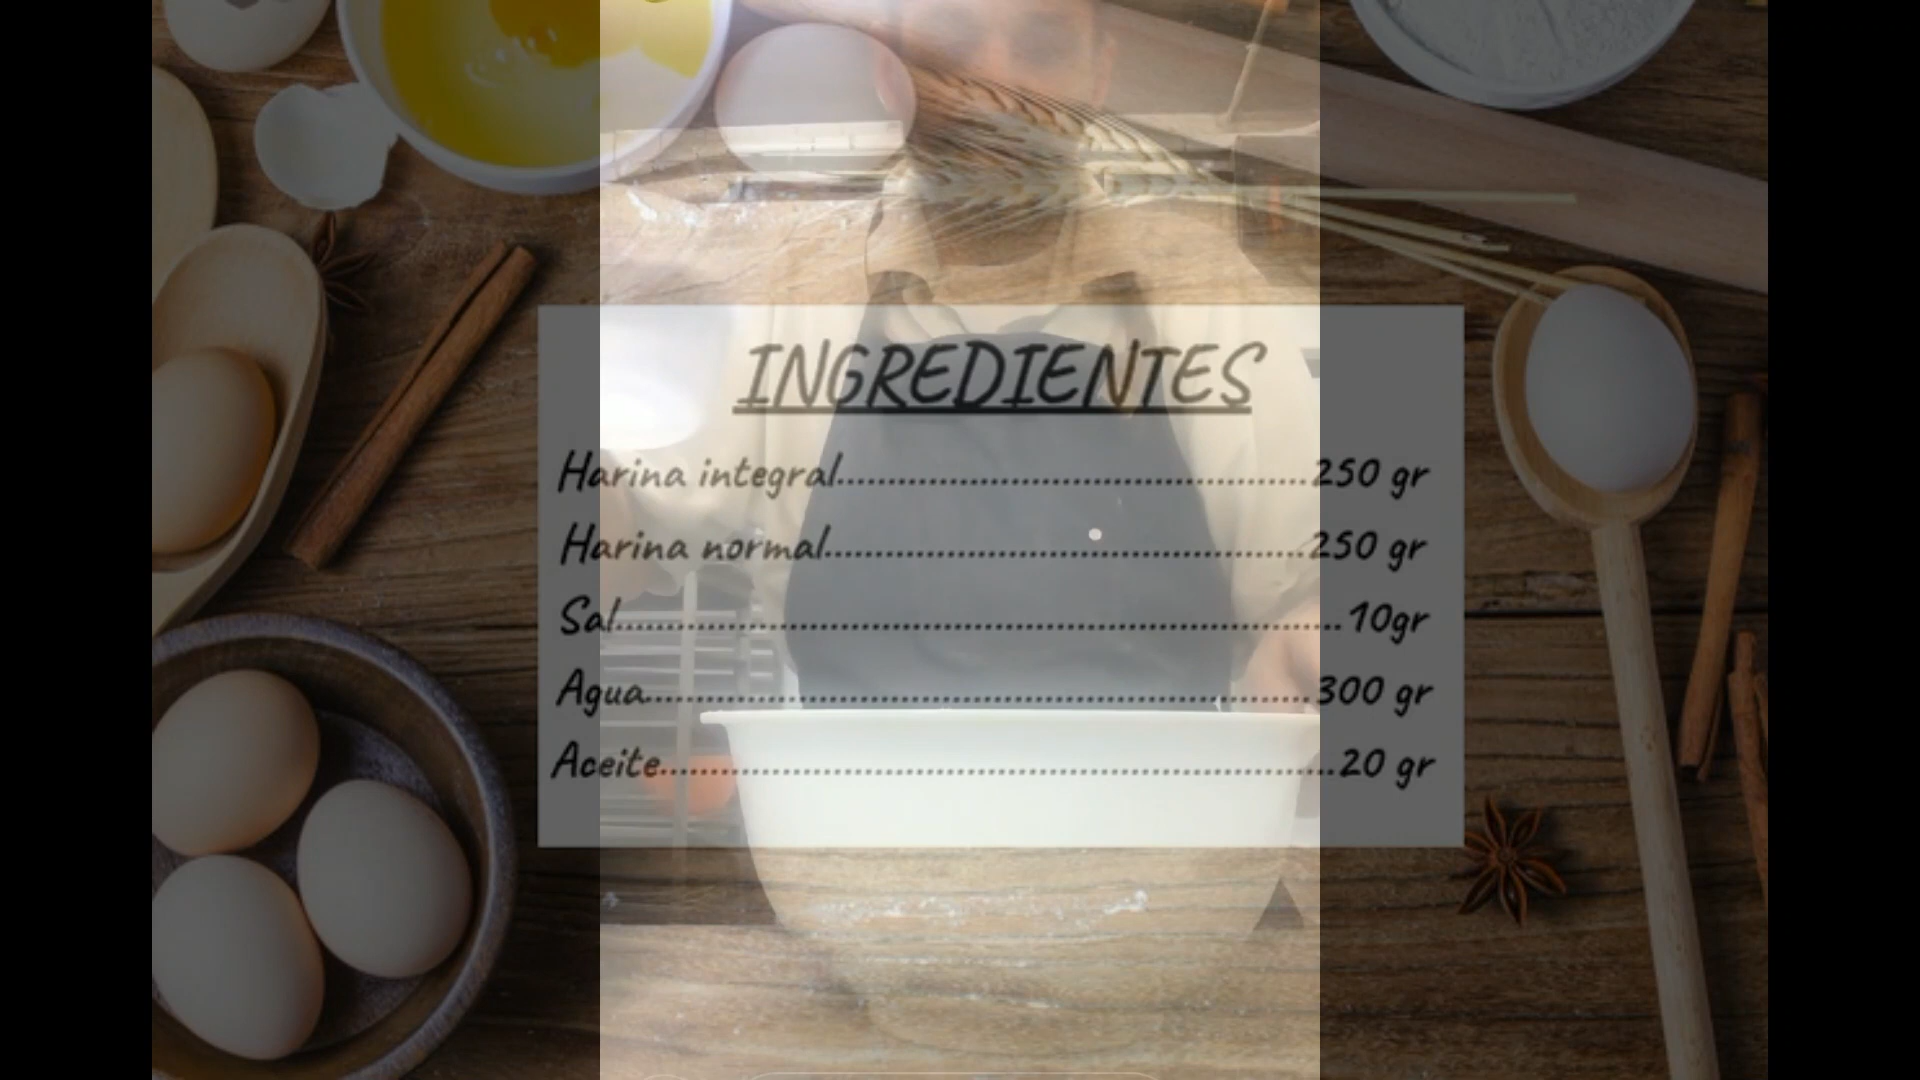 INGREDIENTES
Harina integral.......................................................250 gr
Harina normal.......................................................250 gr
Sal.......................................................10gr
Agua.......................................................300 gr
Aceite.......................................................20 gr